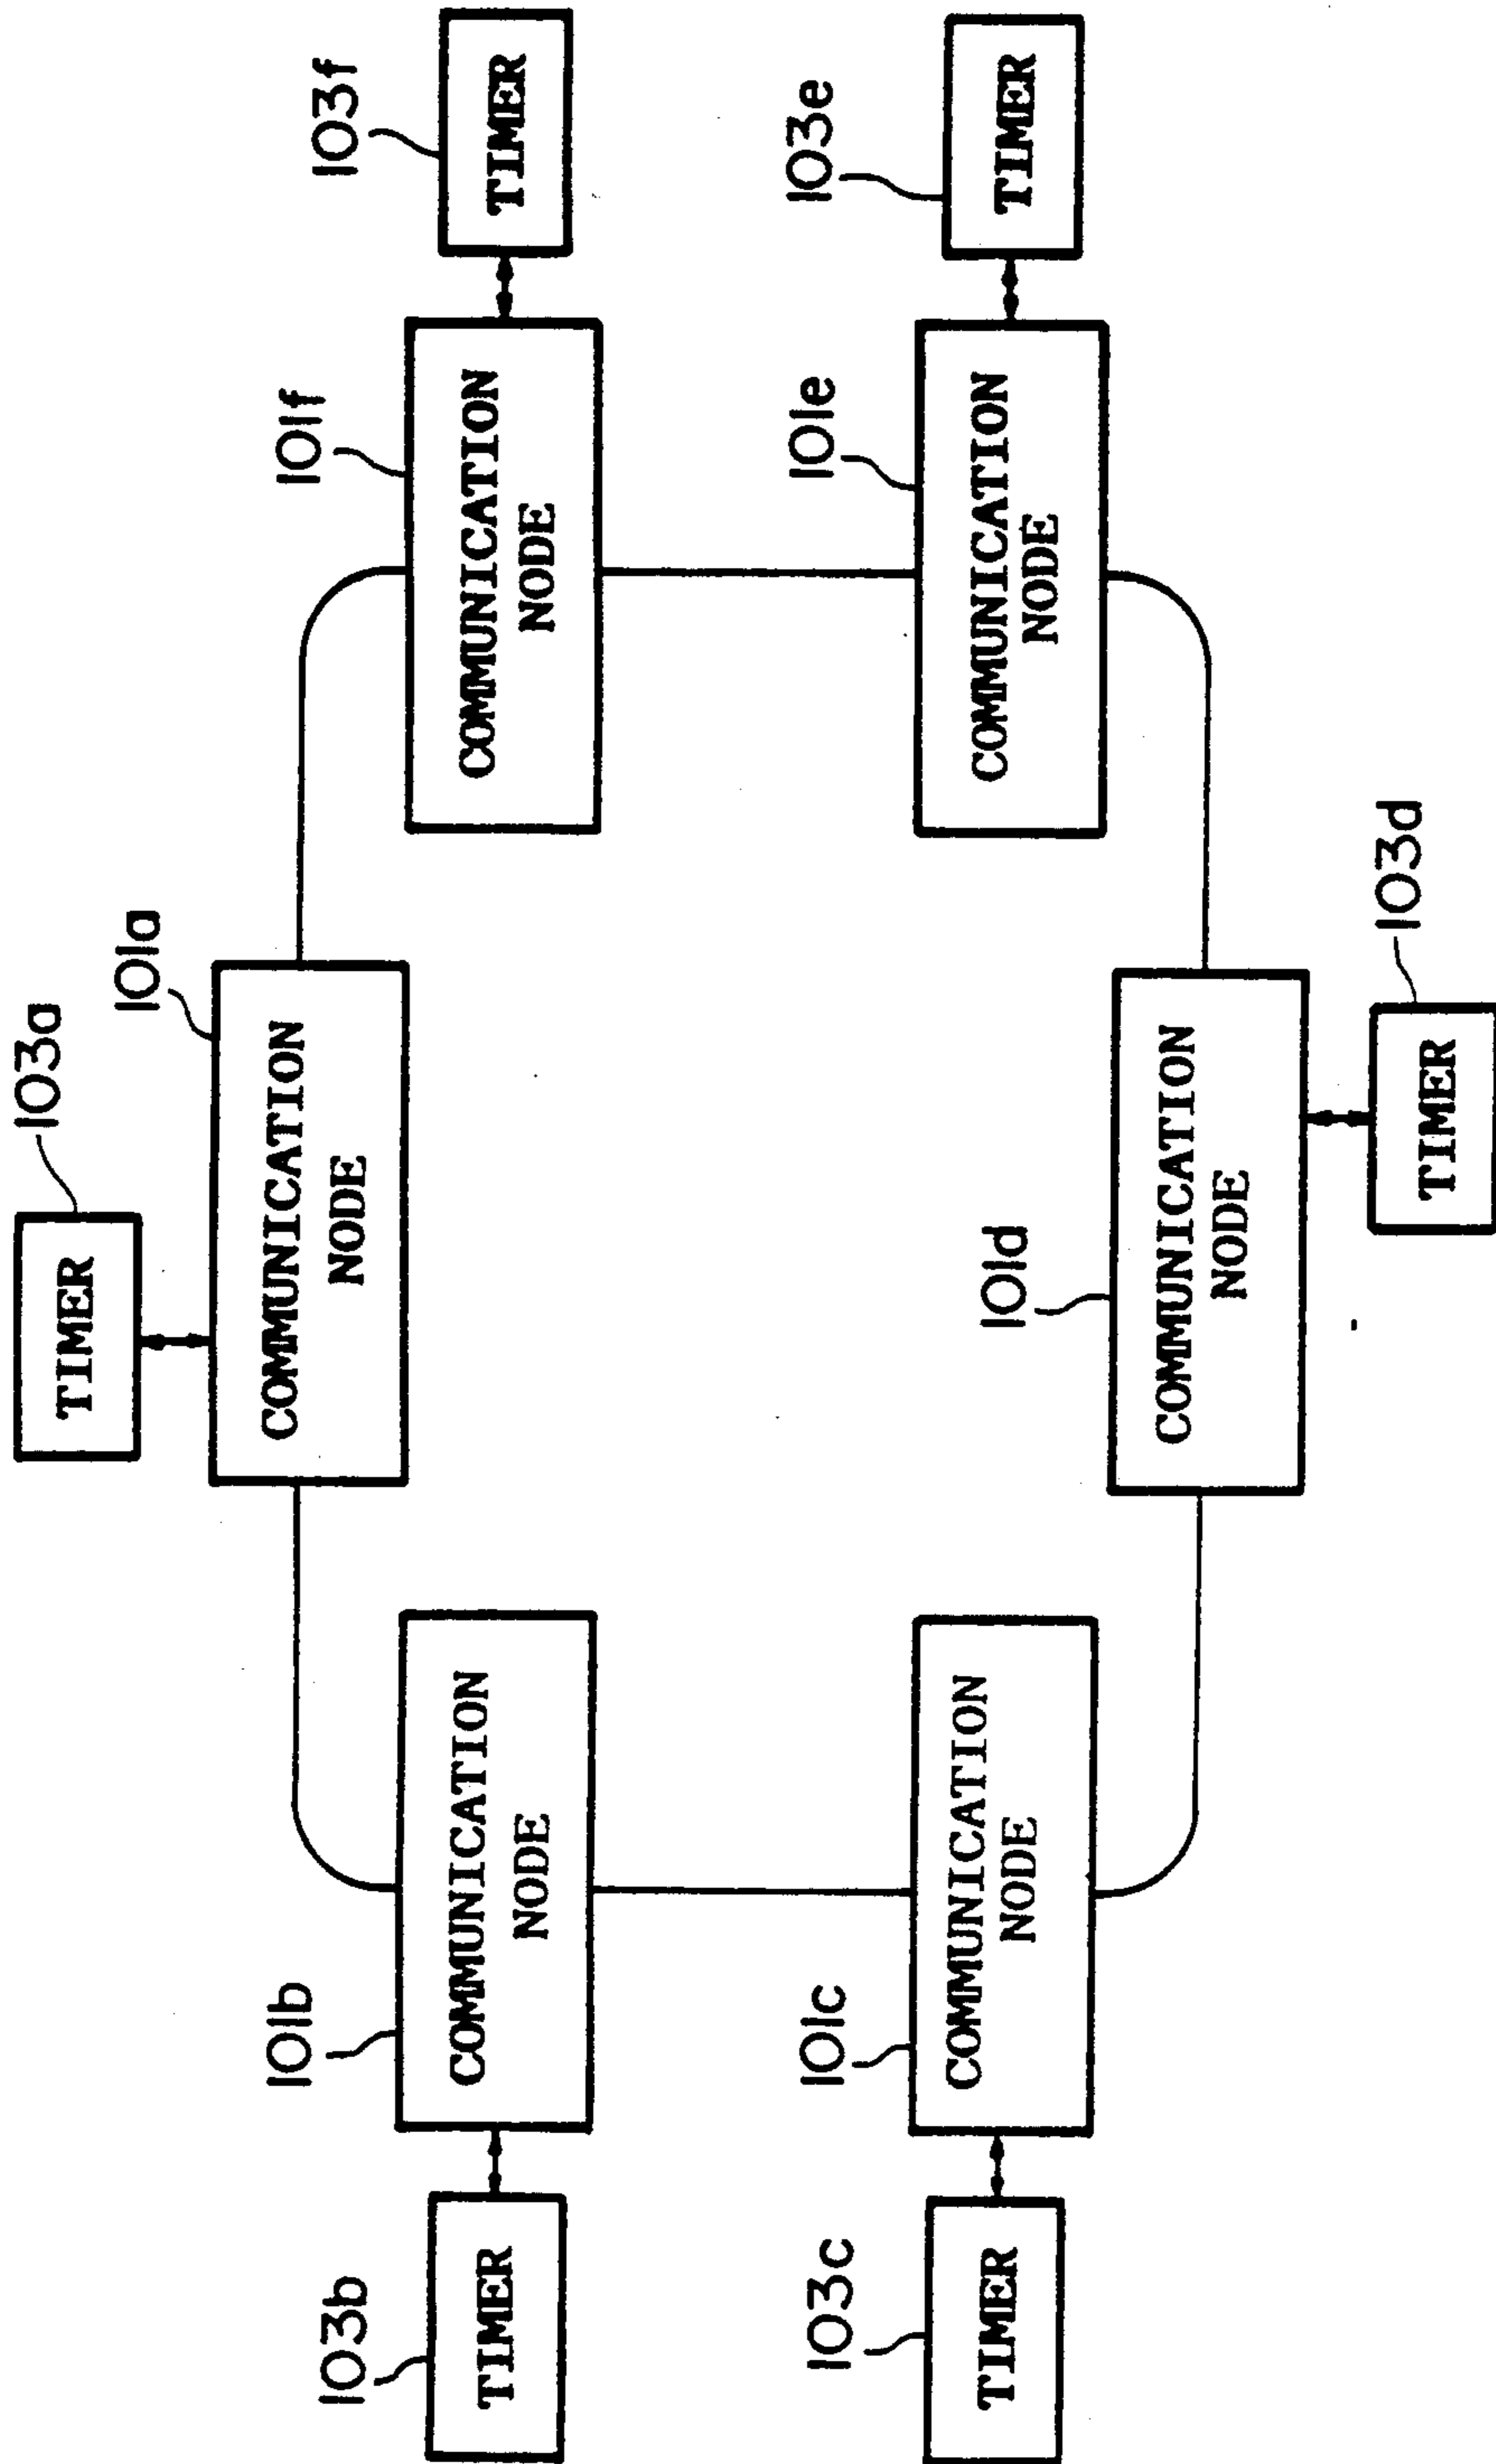 103a
TIMER
101a
COMMUNICATION
NODE
101b
COMMUNICATION
NODE
103b
TIMER
101c
COMMUNICATION
NODE
103c
TIMER
101d
COMMUNICATION
NODE
103d
TIMER
101e
COMMUNICATION
NODE
103e
TIMER
101f
COMMUNICATION
NODE
103f
TIMER